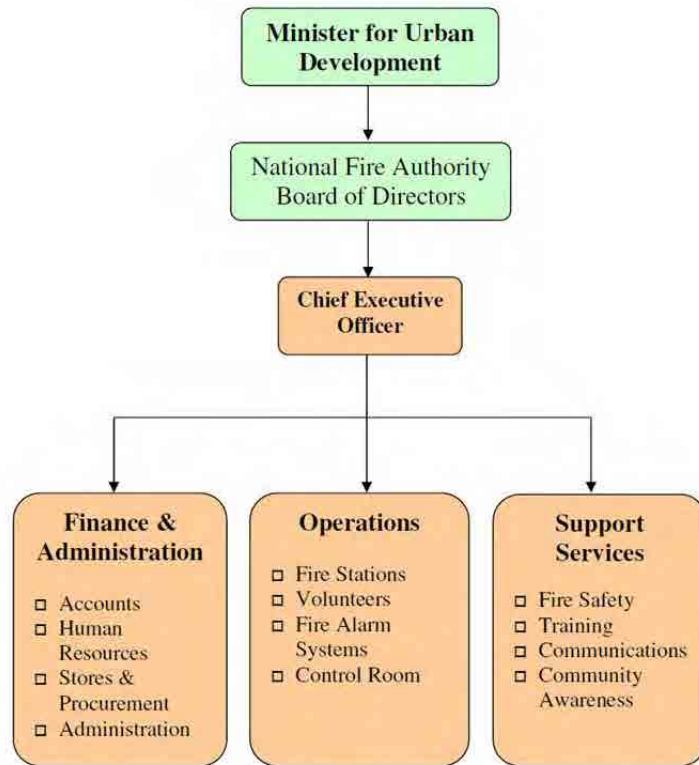 Minister for Urban
Development
National Fire Authority
Board of Directors
Chief Executive
Officer
Finance &
Administration
Accounts
Human
Resources
Stores &
Procurement
Administration
Operations
Fire Stations
Volunteers
Fire Alarm
Systems
Control Room
Support
Services
Fire Safety
Training
Communications
Community
Awareness